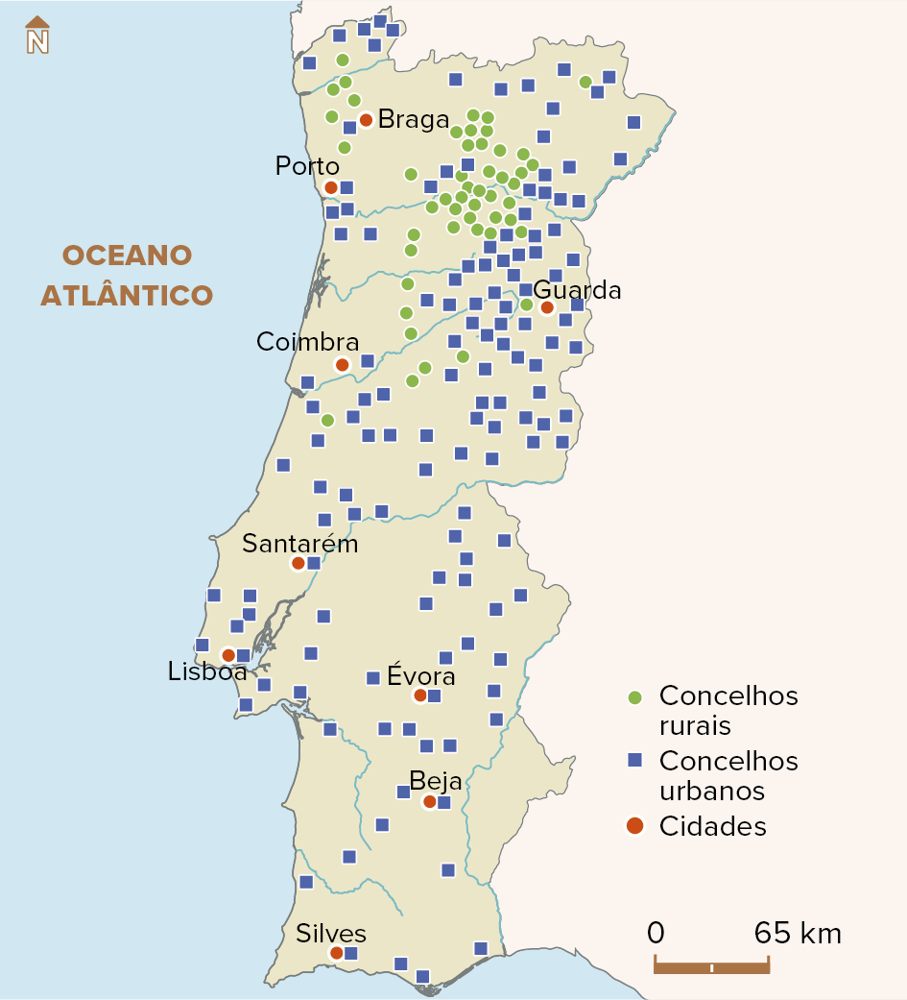 N
Braga
Porto
OCEANO
ATLÂNTICO
Guarda
Coimbra
Santarém
Lisboa
Évora
Concelhos
rurais
Concelhos
urbanos
Beja
Cidades
Silves
0 65 km